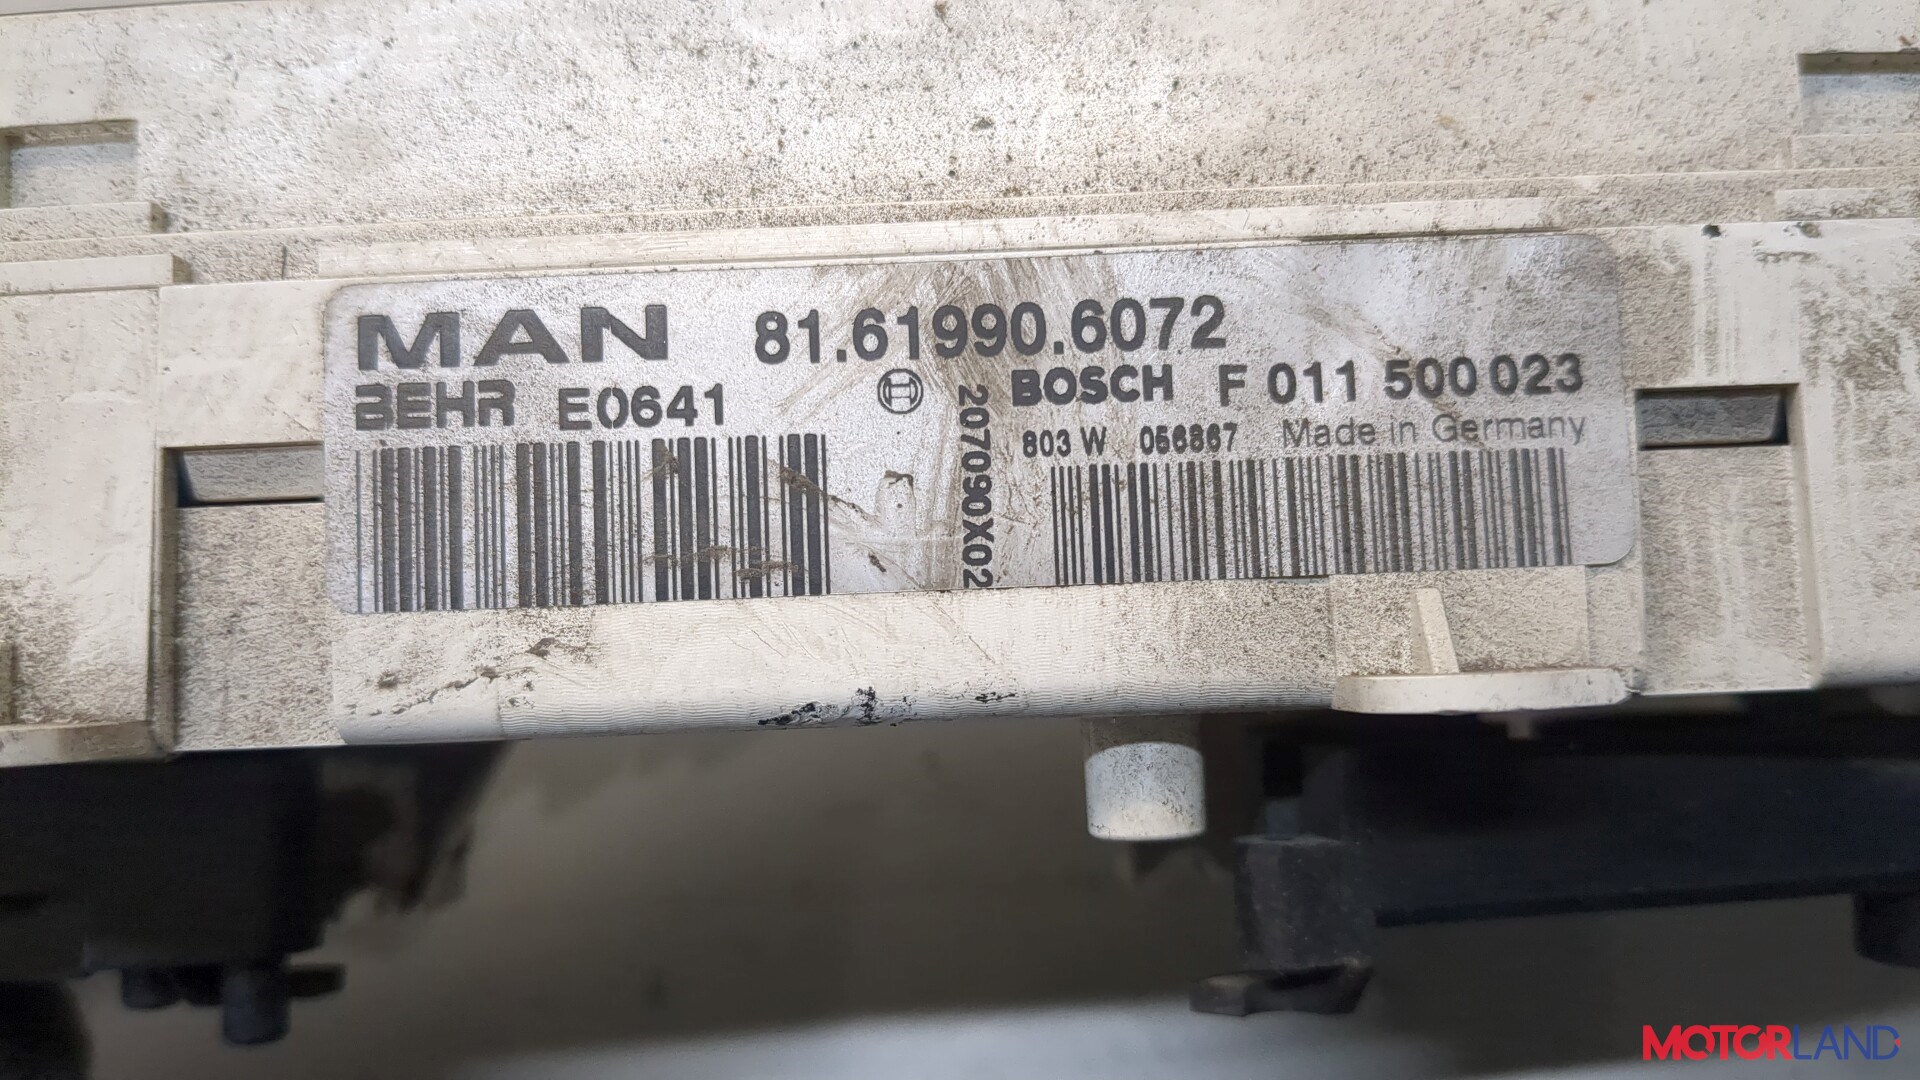 MAN 81.61990.6072
BEHR E0641
BOSCH F 011 500 023
803 W 056867 Made in Germany
207090X02
MOTORLAND